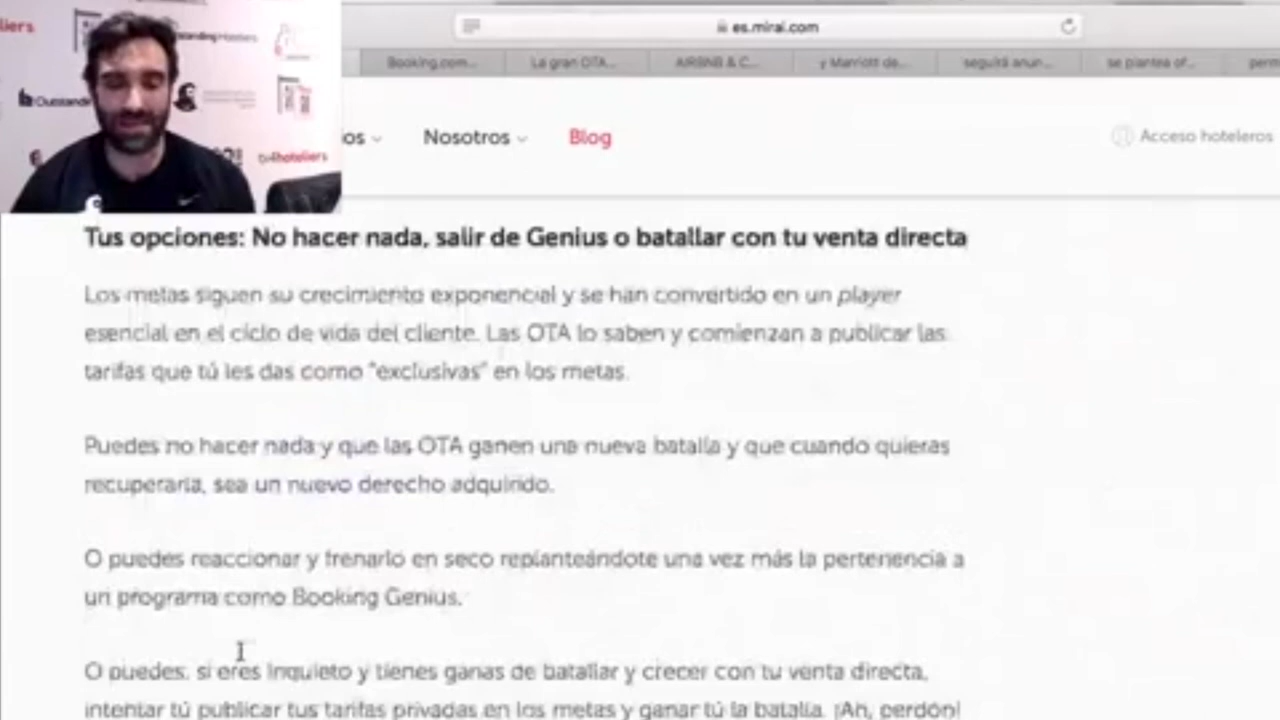 liers
es.mirai.com
Booking.com...
La gran OTA...
AIRBNB & C...
y Marriott de...
seguirá anun...
se plantea of...
perm
Outstandi
tv4hoteliers
os
Nosotros
Blog
Acceso hoteleros
Tus opciones: No hacer nada, salir de Genius o batallar con tu venta directa
Los metas siguen su crecimiento exponencial y se han convertido en un player
esencial en el ciclo de vida del cliente. Las OTA lo saben y comienzan a publicar las
tarifas que tú les das como "exclusivas" en los metas.
Puedes no hacer nada y que las OTA ganen una nueva batalla y que cuando quieras
recuperarla, sea un nuevo derecho adquirido.
O puedes reaccionar y frenarlo en seco replanteándote una vez más la pertenencia a
un programa como Booking Genius.
O puedes, si eres inquieto y tienes ganas de batallar y crecer con tu venta directa,
intentar tú publicar tus tarifas privadas en los metas y ganar tú la batalla. ¡Ah, perdón!